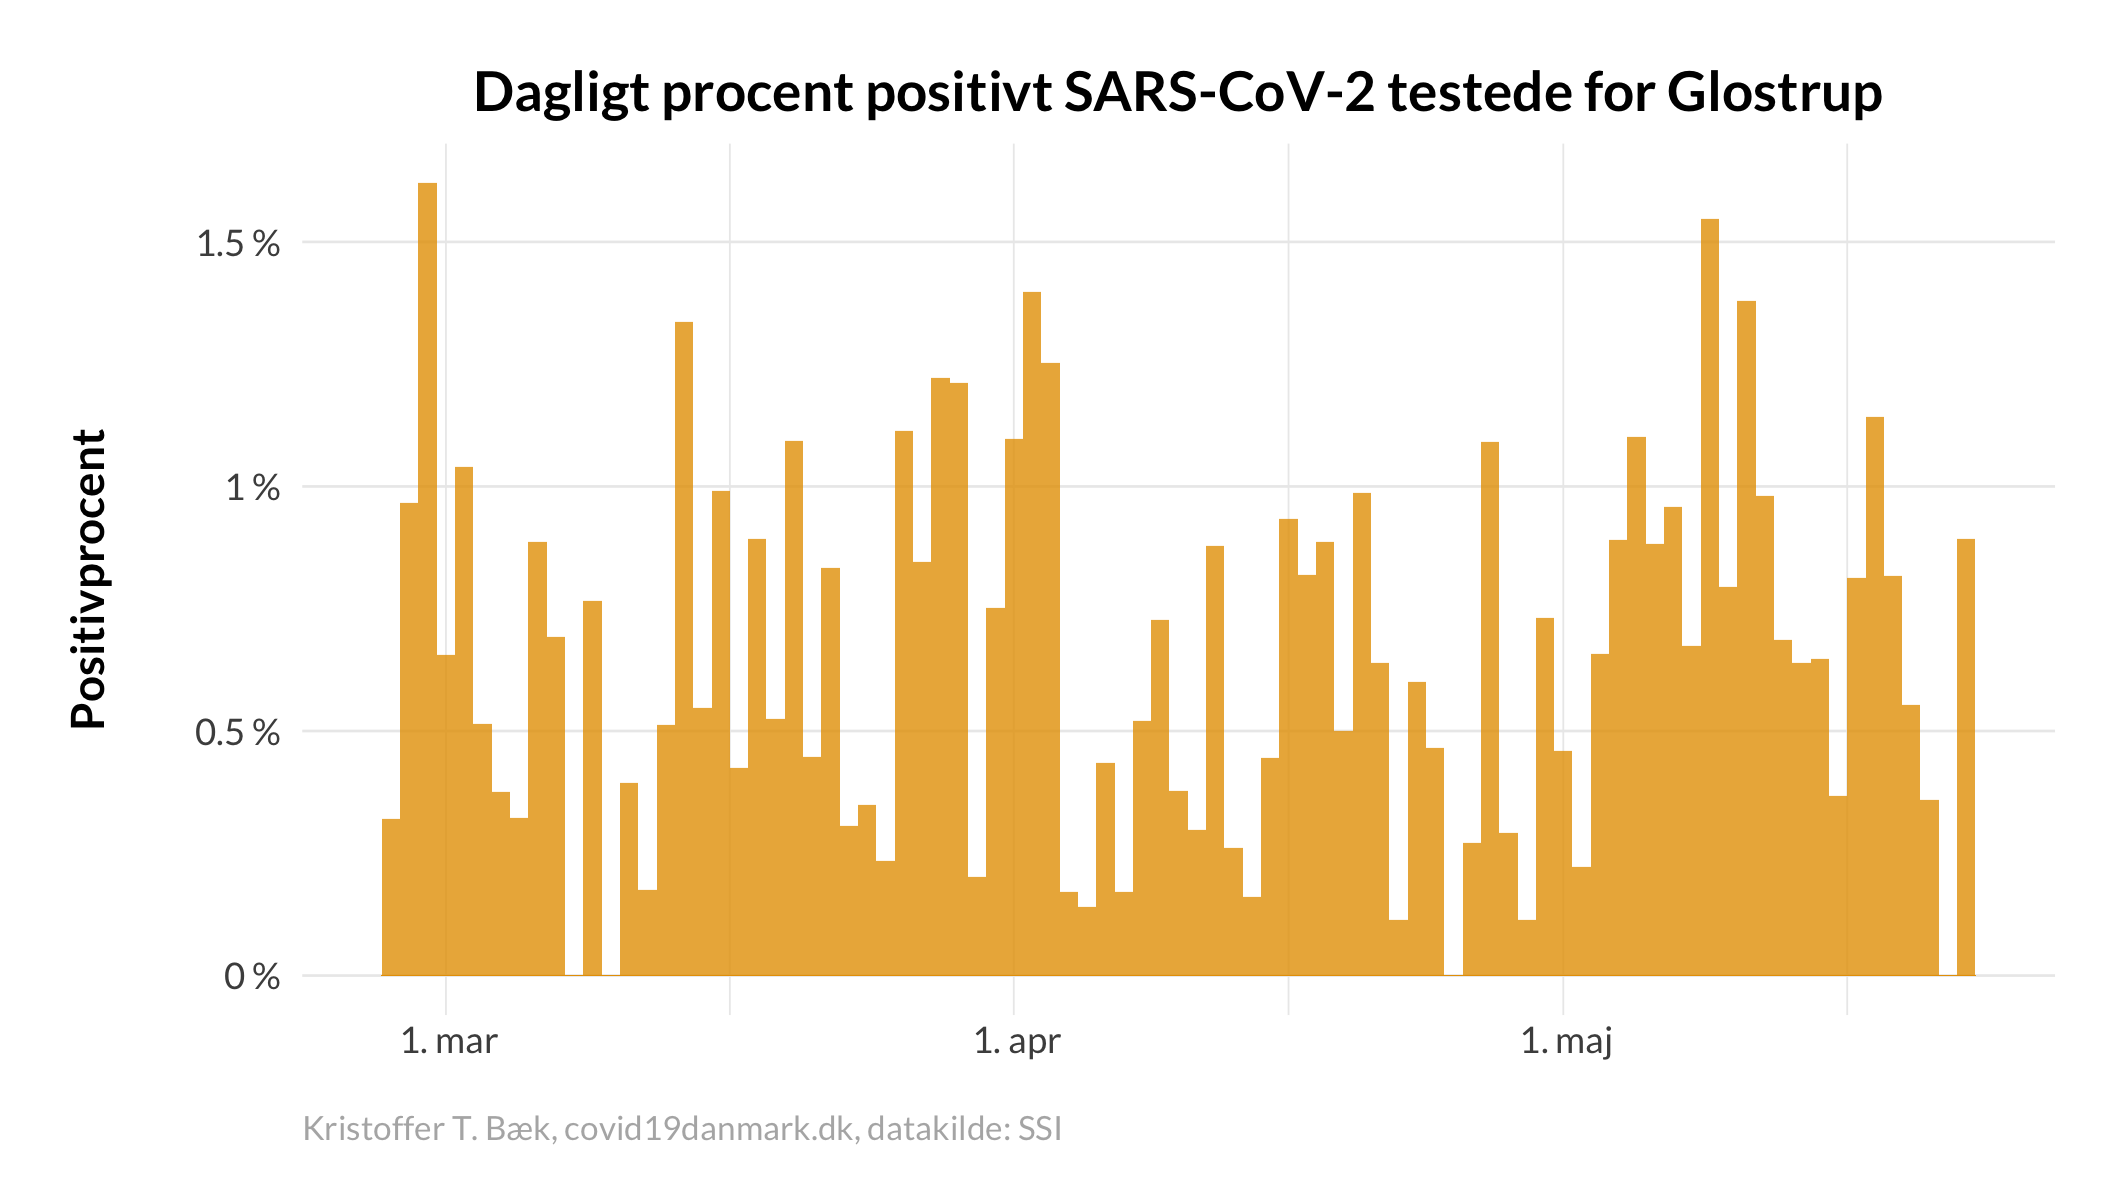 Dagligt procent positivt SARS-CoV-2 testede for Glostrup
Positivprocent
1.5 %
1 %
0.5 %
0 %
1. mar
1. apr
1. maj
Kristoffer T. Bæk, covid19danmark.dk, datakilde: SSI